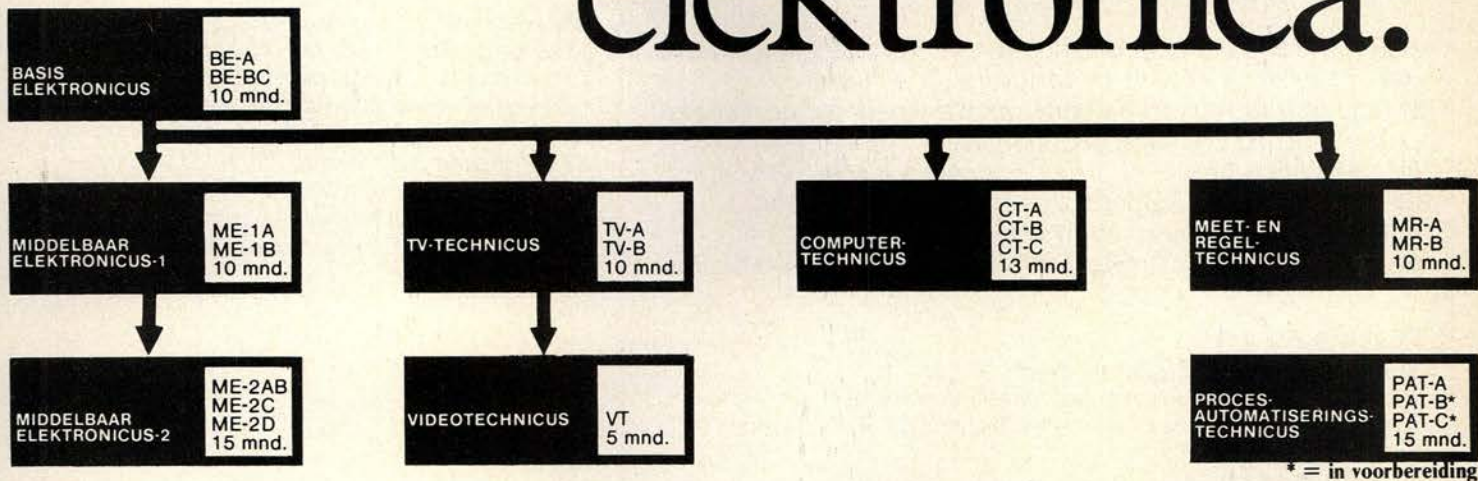 elektronica.
BASIS
ELEKTRONICUS
BE-A
BE-BC
10 mnd.
MIDDELBAAR
ELEKTRONICUS-1
ME-1A
ME-1B
10 mnd.
TV-TECHNICUS
TV-A
TV-B
10 mnd.
COMPUTER-
TECHNICUS
CT-A
CT-B
CT-C
13 mnd.
MEET- EN
REGEL-
TECHNICUS
MR-A
MR-B
10 mnd.
MIDDELBAAR
ELEKTRONICUS-2
ME-2AB
ME-2C
ME-2D
15 mnd.
VIDEOTECHNICUS
VT
5 mnd.
PROCES-
AUTOMATISERINGS-
TECHNICUS
PAT-A
PAT-B*
PAT-C*
15 mnd.
* = in voorbereiding